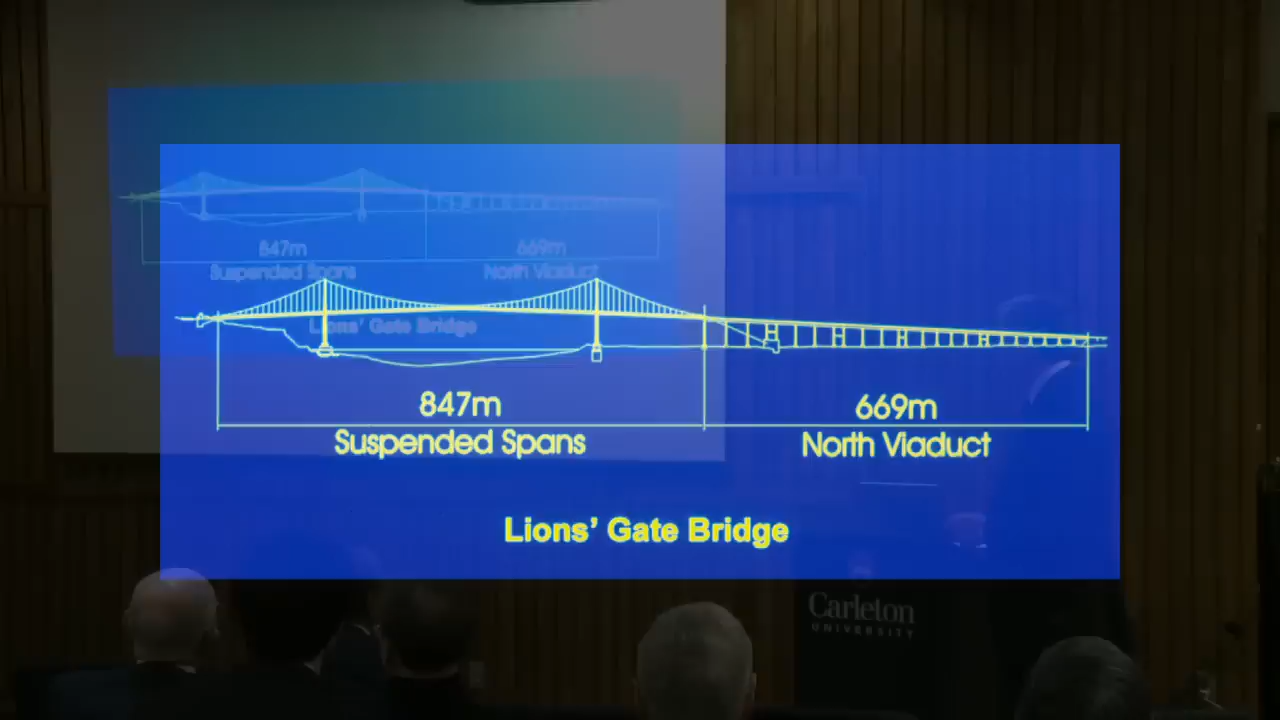 847m
669m
Suspended Spans
North Viaduct
Lions' Gate Bridge
847m
669m
Suspended Spans
North Viaduct
Lions' Gate Bridge
Carleton
UNIVERSITY